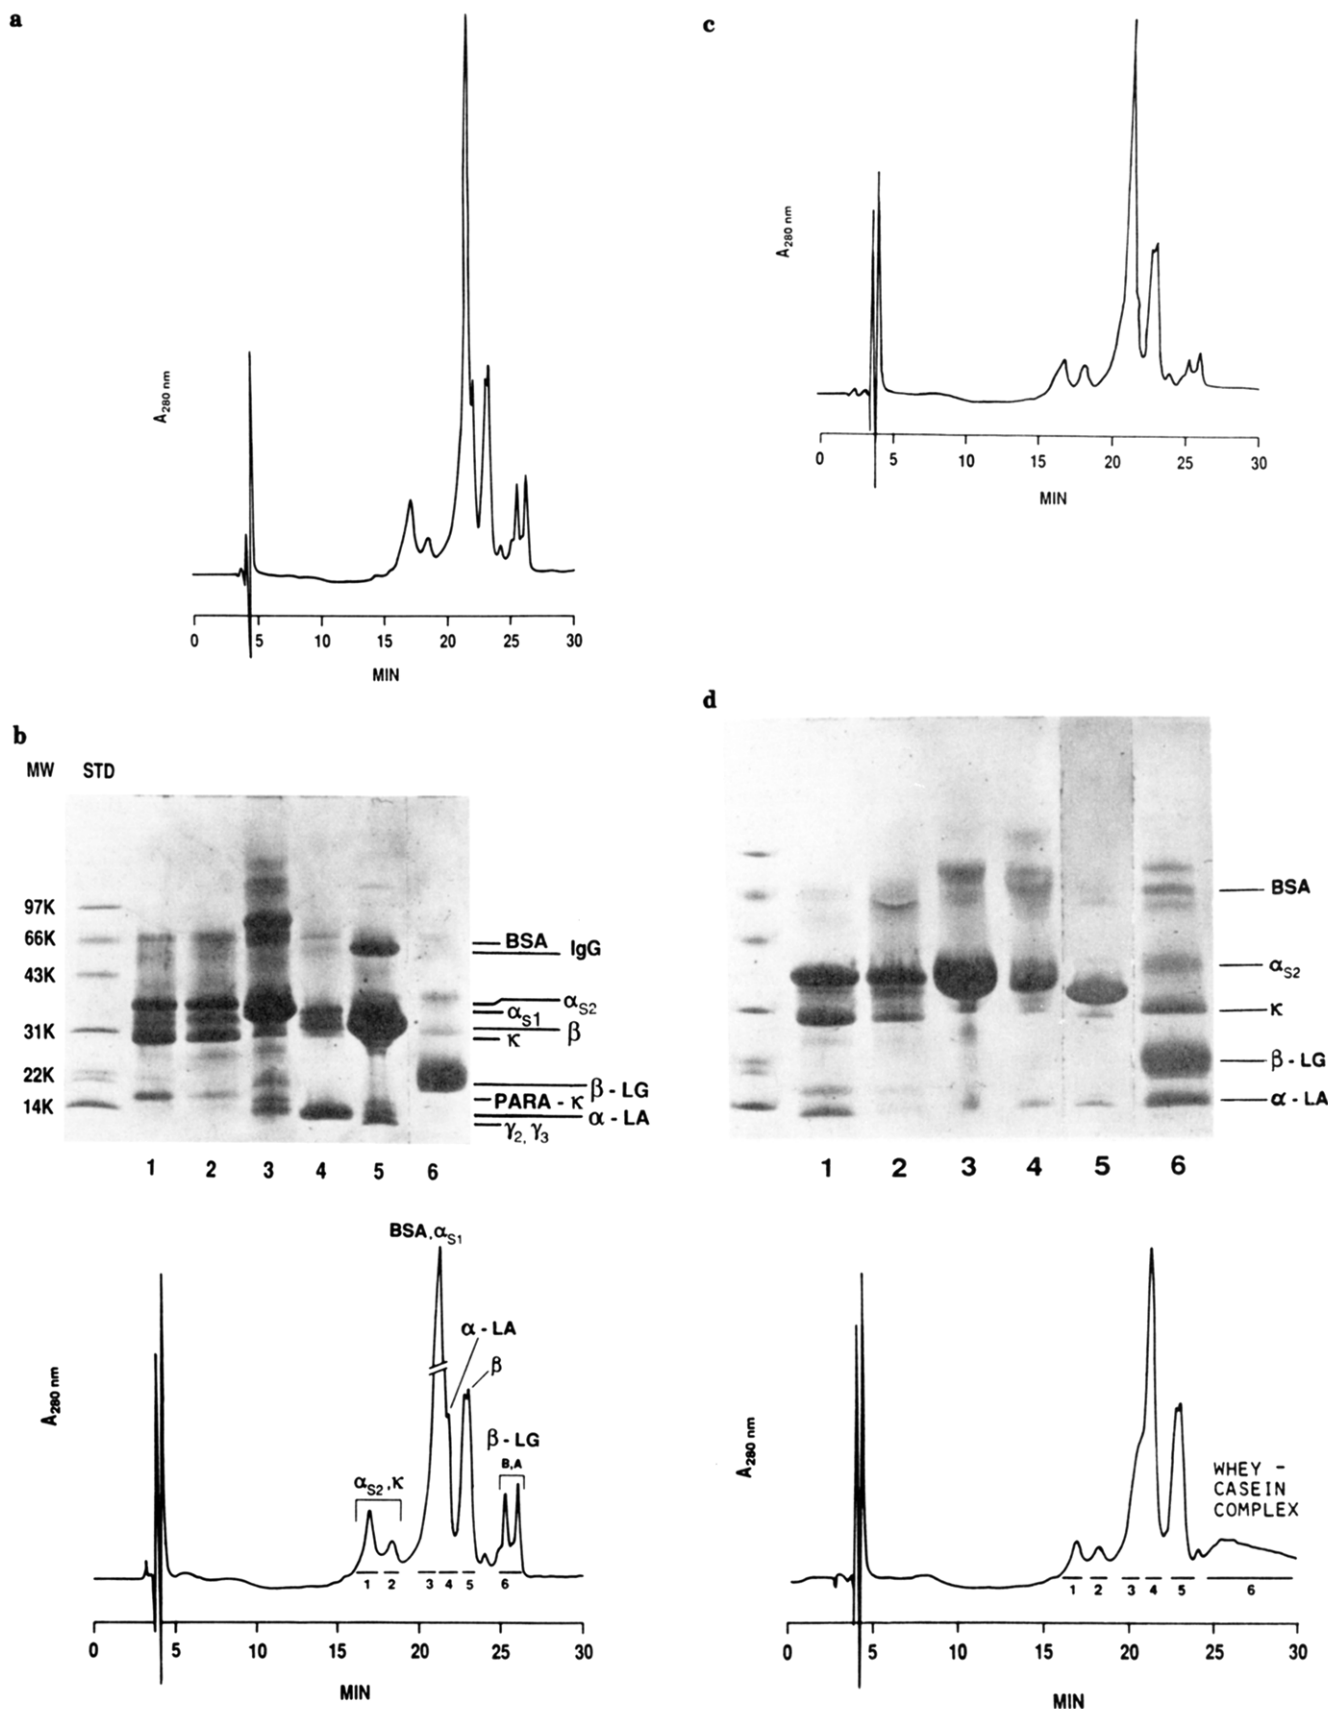 a
A280 nm
0 5 10 15 20 25 30
MIN
c
A280 nm
0 5 10 15 20 25 30
MIN
b
MW STD
97K
66K
43K
31K
22K
14K
BSA
IgG
αS2
αS1
β
κ
β - LG
PARA - κ
α - LA
γ2, γ3
1 2 3 4 5 6
BSA, αS1
α - LA
β
β - LG
B,A
αS2, κ
A280 nm
1 2 3 4 5 6
0 5 10 15 20 25 30
MIN
d
BSA
αS2
κ
β - LG
α - LA
1 2 3 4 5 6
A280 nm
WHEY -
CASEIN
COMPLEX
1 2 3 4 5 6
0 5 10 15 20 25 30
MIN